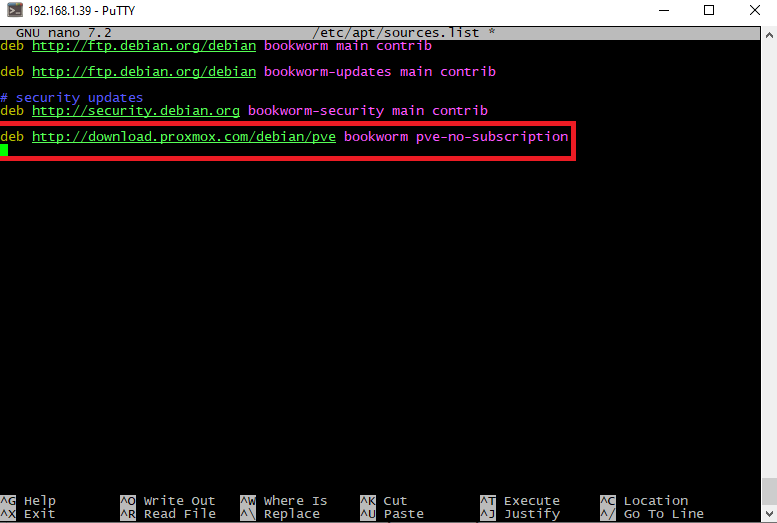 192.168.1.39 - PuTTY
GNU nano 7.2 /etc/apt/sources.list *
deb http://ftp.debian.org/debian bookworm main contrib
deb http://ftp.debian.org/debian bookworm-updates main contrib
# security updates
deb http://security.debian.org bookworm-security main contrib
deb http://download.proxmox.com/debian/pve bookworm pve-no-subscription
^G Help ^O Write Out ^W Where Is ^K Cut ^T Execute ^C Location
^X Exit ^R Read File ^\ Replace ^U Paste ^J Justify ^/ Go To Line